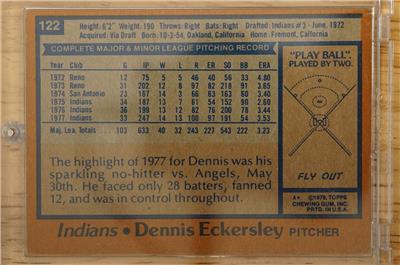 122
Height: 6'2" Weight: 190 Throws: Right Bats: Right Drafted: Indians #3 - June, 1972
Acquired: Via Draft Born: 10-3-54, Oakland, California Home: Fremont, California
COMPLETE MAJOR & MINOR LEAGUE PITCHING RECORD
Year Club G IP W L R ER SO BB ERA
1972 Reno 12 75 5 5 46 40 56 33 4.80
1973 Reno 31 202 12 8 97 82 218 91 3.65
1974 San Antonio 23 167 14 3 66 63 163 60 3.40
1975 Indians 34 187 13 7 61 54 152 90 2.60
1976 Indians 36 199 13 12 82 76 200 78 3.44
1977 Indians 33 247 14 13 100 97 191 54 3.53
Maj. Lea. Totals 103 633 40 32 243 227 543 222 3.23
"PLAY BALL"
PLAYED BY TWO.
FLY OUT
The highlight of 1977 for Dennis was his
sparkling no-hitter vs. Angels, May
30th. He faced only 28 batters, fanned
12, and was in control throughout.
A* ©1978, TOPPS
CHEWING GUM, INC.
PRTD. IN U.S.A.
Indians • Dennis Eckersley PITCHER